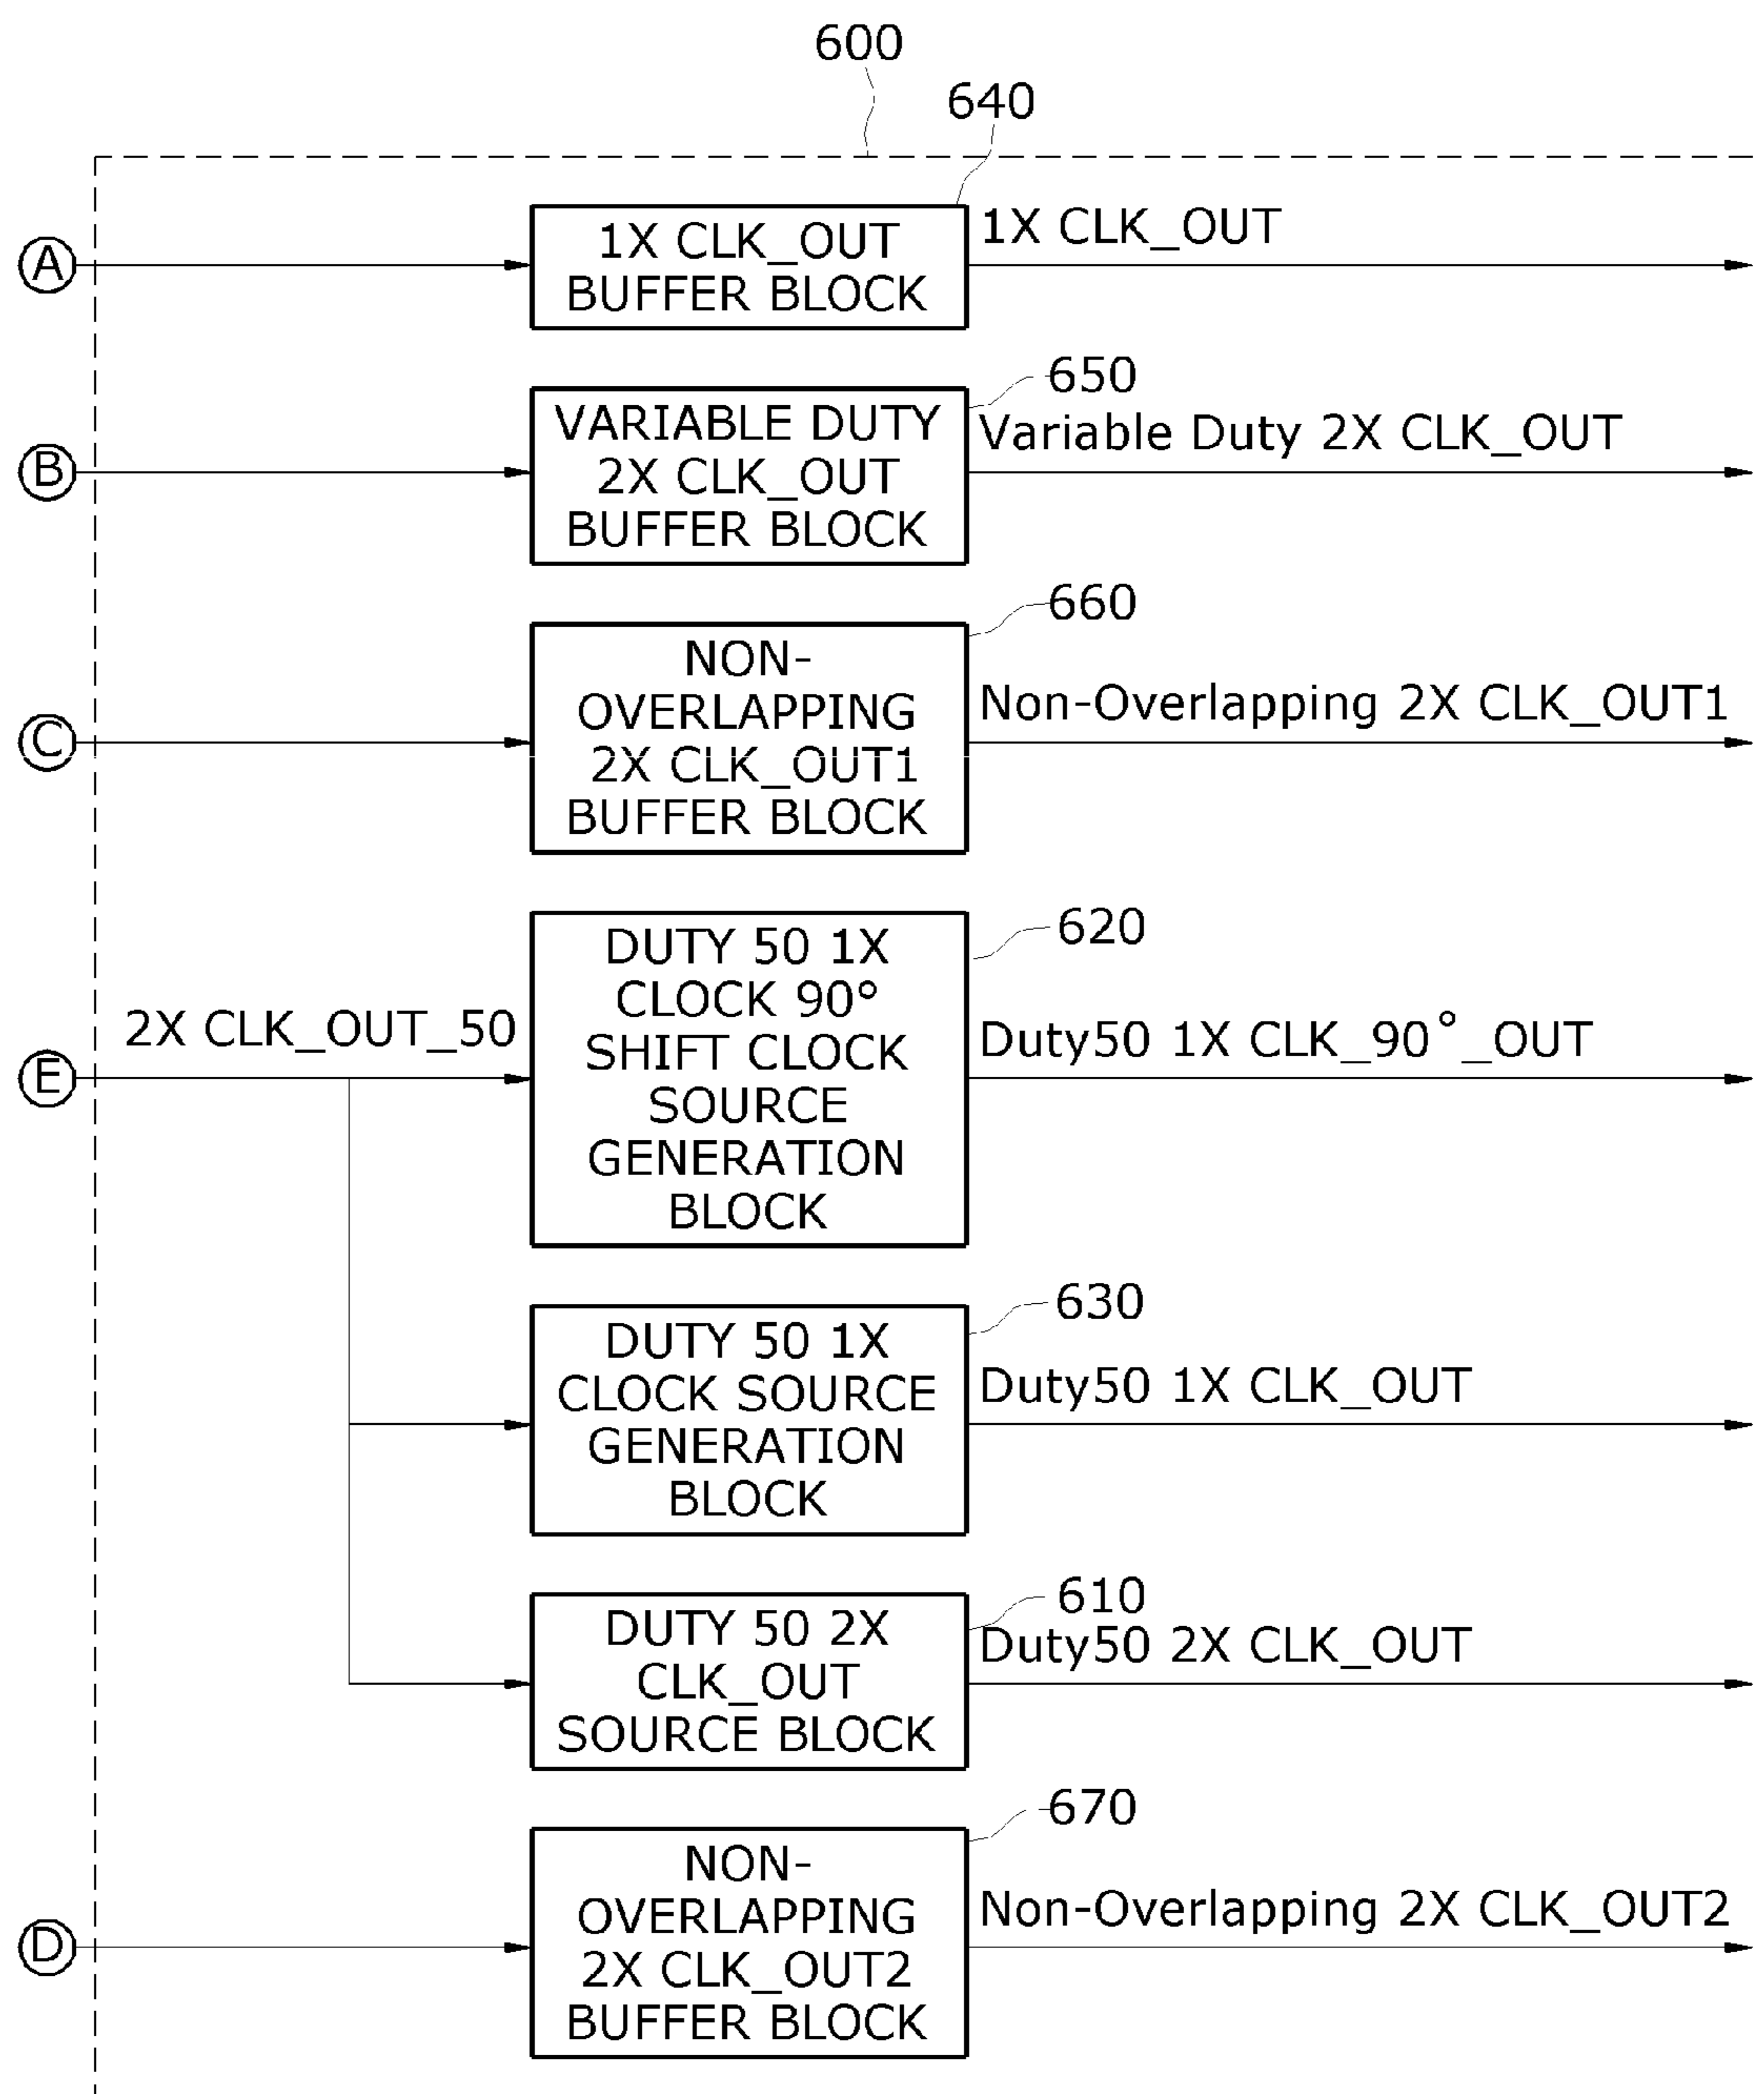 600
640
A
1X CLK_OUT
BUFFER BLOCK
1X CLK_OUT
650
B
VARIABLE DUTY
2X CLK_OUT
BUFFER BLOCK
Variable Duty 2X CLK_OUT
660
C
NON-
OVERLAPPING
2X CLK_OUT1
BUFFER BLOCK
Non-Overlapping 2X CLK_OUT1
620
E
2X CLK_OUT_50
DUTY 50 1X
CLOCK 90°
SHIFT CLOCK
SOURCE
GENERATION
BLOCK
Duty50 1X CLK_90°_OUT
630
DUTY 50 1X
CLOCK SOURCE
GENERATION
BLOCK
Duty50 1X CLK_OUT
610
DUTY 50 2X
CLK_OUT
SOURCE BLOCK
Duty50 2X CLK_OUT
670
D
NON-
OVERLAPPING
2X CLK_OUT2
BUFFER BLOCK
Non-Overlapping 2X CLK_OUT2